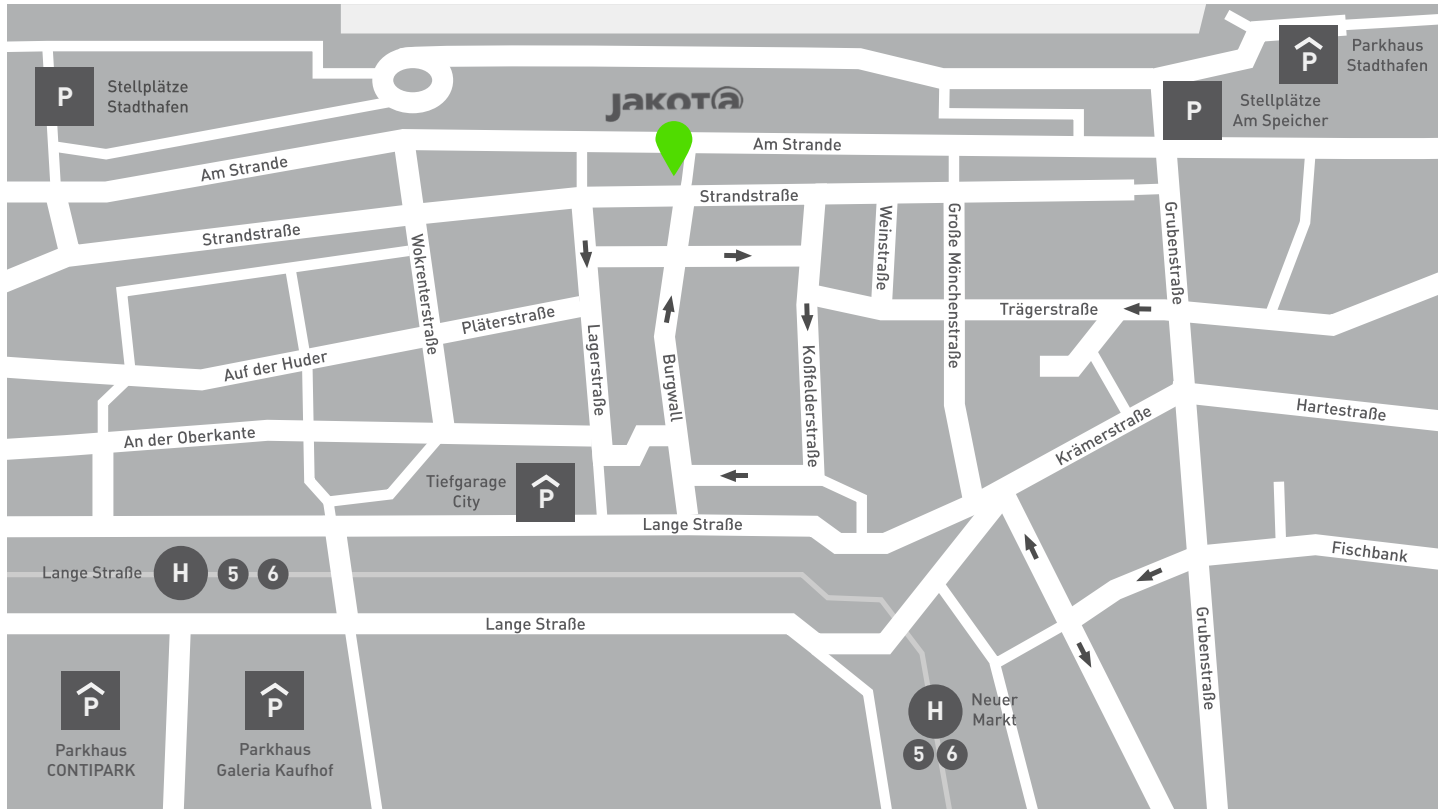 Parkhaus
Stadthafen
P
P
Stellplätze
Stadthafen
P
Stellplätze
Am Speicher
Jakot@
Am Strande
Am Strande
Strandstraße
Strandstraße
Wokrenterstraße
Weinstraße
Große Mönchenstraße
Grubenstraße
Pläterstraße
Trägerstraße
Auf der Huder
Lagerstraße
Burgwall
Koßfelderstraße
An der Oberkante
Krämerstraße
Hartestraße
Tiefgarage
City
P
Lange Straße
Fischbank
Lange Straße
H
5
6
Lange Straße
Grubenstraße
P
Parkhaus
CONTIPARK
P
Parkhaus
Galeria Kaufhof
H
Neuer
Markt
5
6